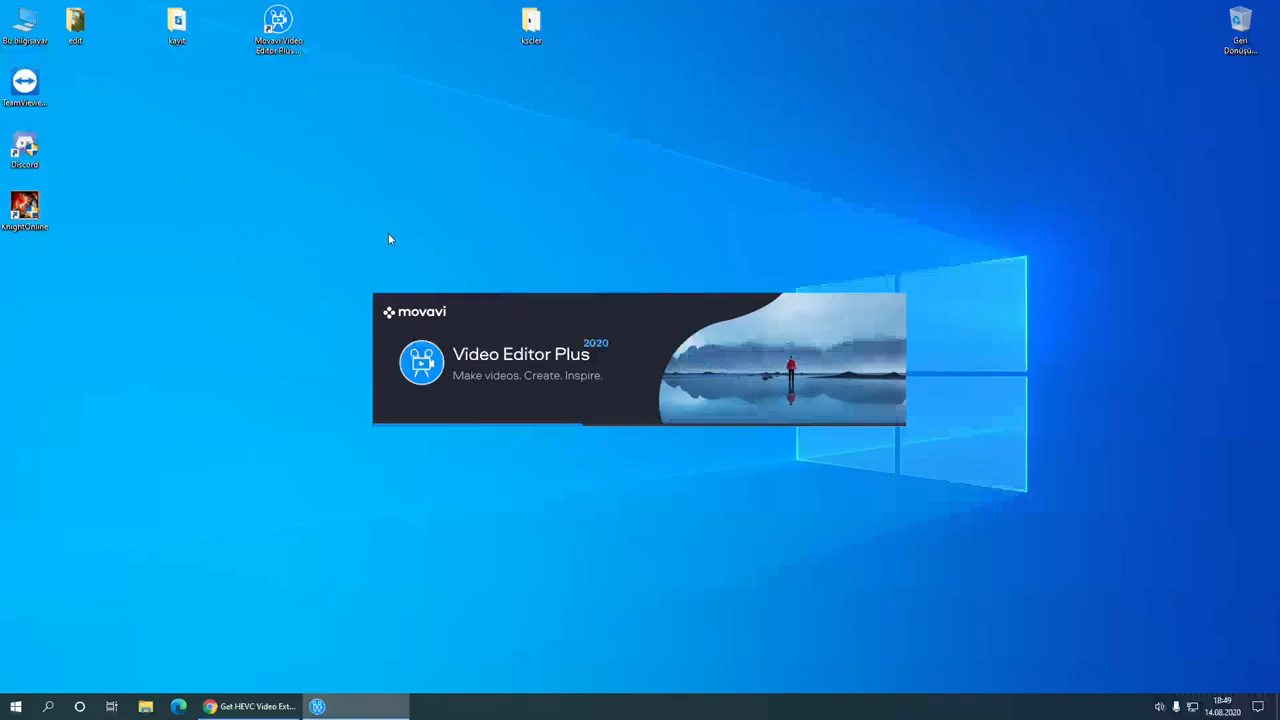 Bu bilgisayar
edit
kayıt
Movavi Video
Editor Plus...
kscler
Geri
Dönüşü...
TeamViewe...
Discord
KnightOnline
movavi
Video Editor Plus 2020
Make videos. Create. Inspire.
Get HEVC Video Ext...
18:49
14.08.2020